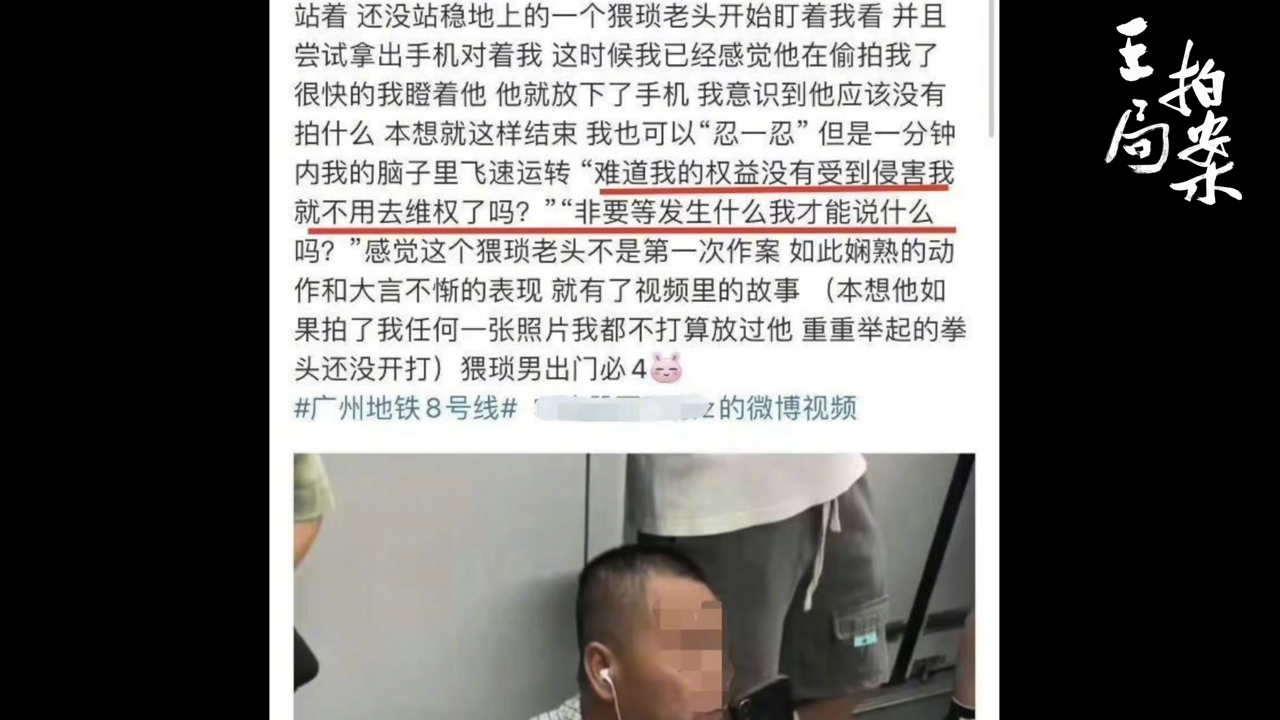 站着 还没站稳地上的一个猥琐老头开始盯着我看 并且
尝试拿出手机对着我 这时候我已经感觉他在偷拍我了
很快的我瞪着他 他就放下了手机 我意识到他应该没有
拍什么 本想就这样结束 我也可以“忍一忍” 但是一分钟
内我的脑子里飞速运转 “难道我的权益没有受到侵害我
就不用去维权了吗？”“非要等发生什么我才能说什么
吗？”感觉这个猥琐老头不是第一次作案 如此娴熟的动
作和大言不惭的表现 就有了视频里的故事 （本想他如
果拍了我任何一张照片我都不打算放过他 重重举起的拳
头还没开打）猥琐男出门必4
#广州地铁8号线# z的微博视频
王局
拍案